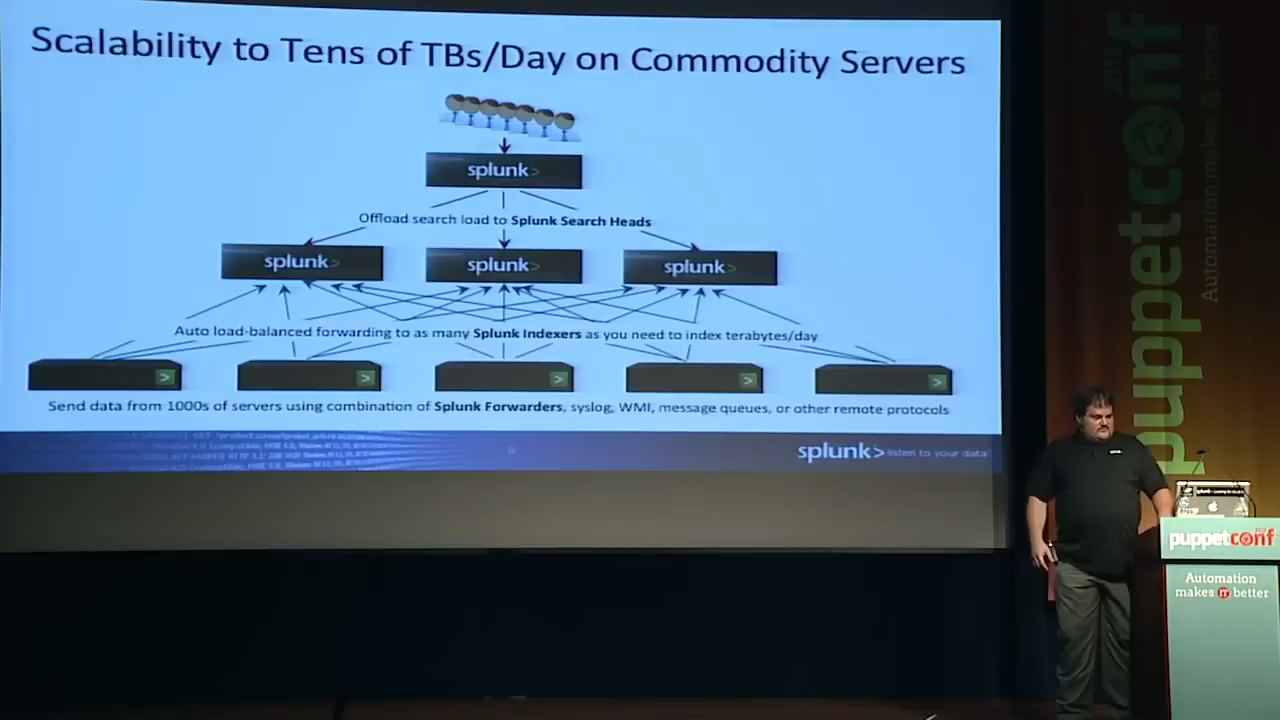 Scalability to Tens of TBs/Day on Commodity Servers
splunk>
Offload search load to Splunk Search Heads
splunk>
splunk>
splunk>
Auto load-balanced forwarding to as many Splunk Indexers as you need to index terabytes/day
>
>
>
>
>
Send data from 1000s of servers using combination of Splunk Forwarders, syslog, WMI, message queues, or other remote protocols
6
splunk> listen to your data
puppetconf
Automation makes IT better
puppetconf
Automation
makes IT better